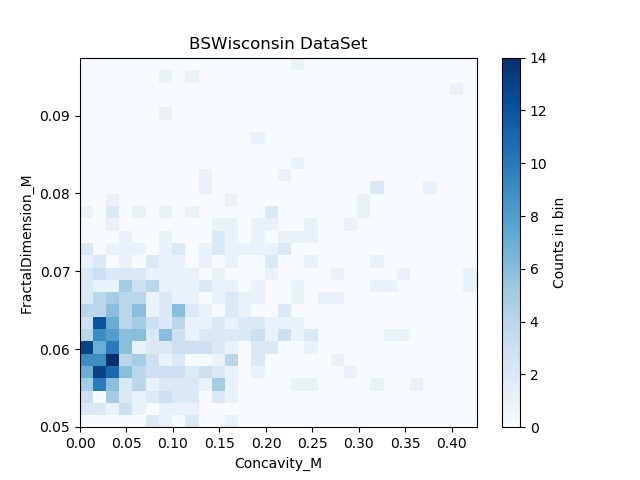 BSWisconsin DataSet
FractalDimension_M
0.09
0.08
0.07
0.06
0.05
0.00 0.05 0.10 0.15 0.20 0.25 0.30 0.35 0.40
Concavity_M
14
12
10
8
6
4
2
0
Counts in bin